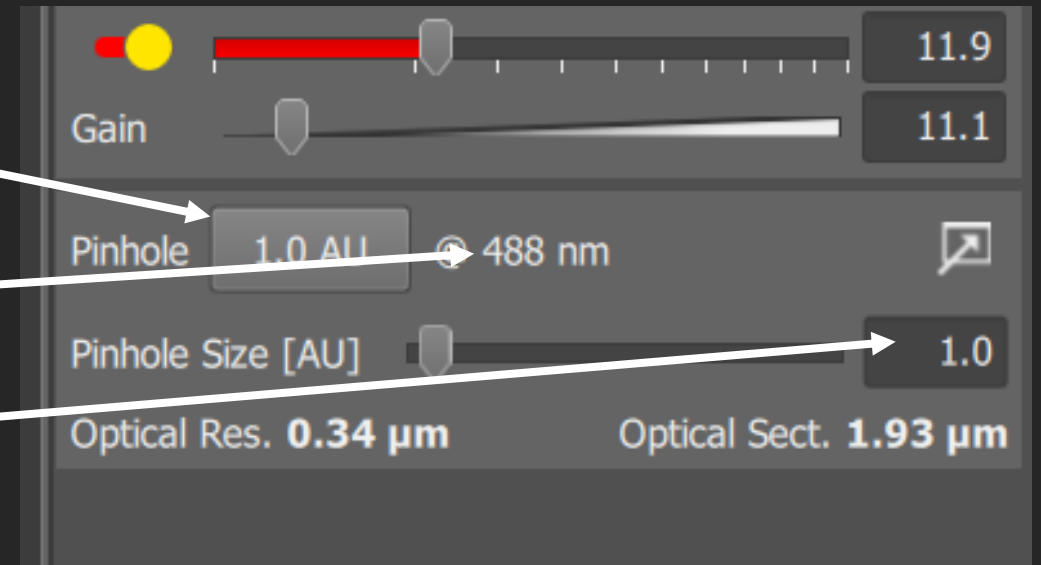 11.9
Gain 11.1
Pinhole 1.0 AU @ 488 nm
Pinhole Size [AU] 1.0
Optical Res. 0.34 µm Optical Sect. 1.93 µm